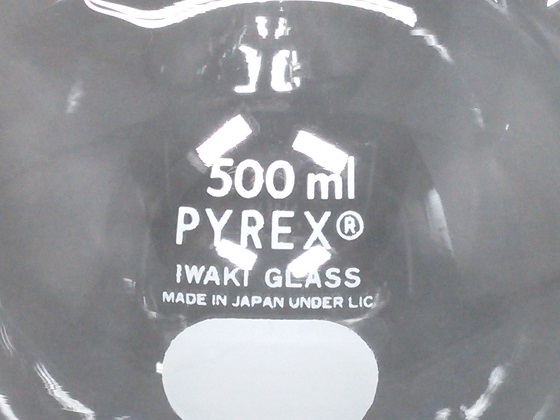 500 ml
PYREX®
IWAKI GLASS
MADE IN JAPAN UNDER LIC